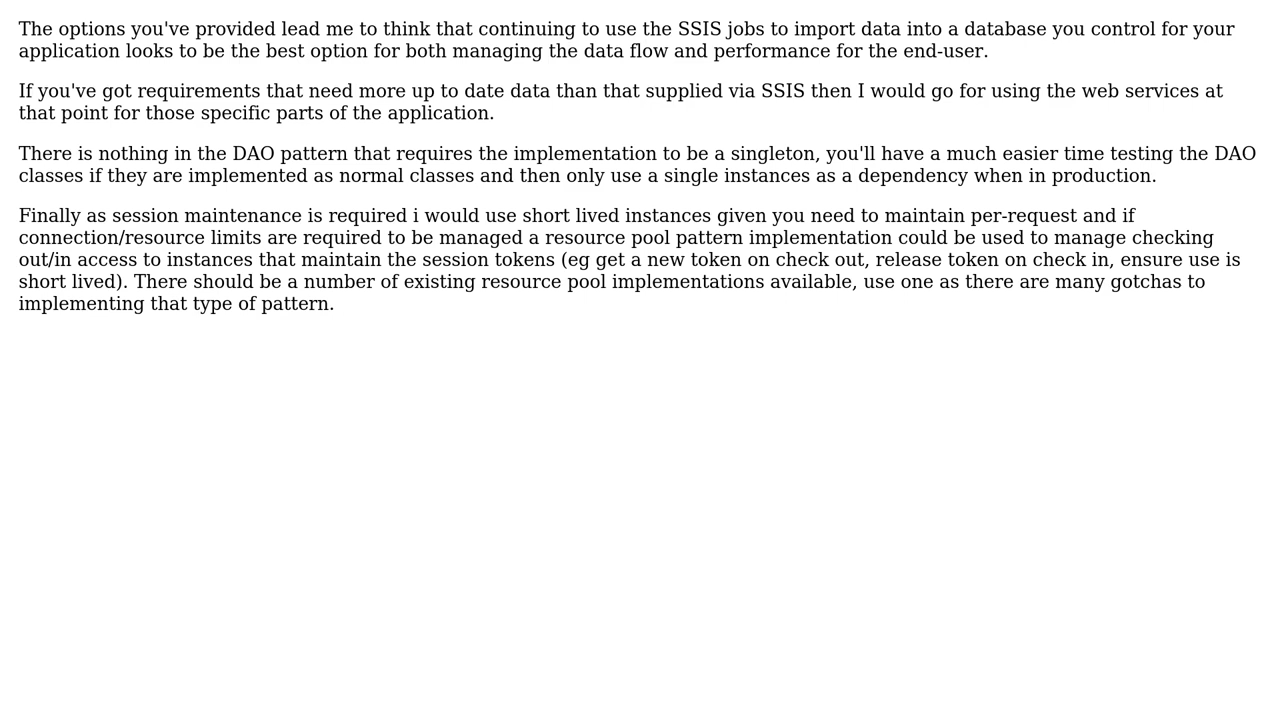 The options you've provided lead me to think that continuing to use the SSIS jobs to import data into a database you control for your
application looks to be the best option for both managing the data flow and performance for the end-user.
If you've got requirements that need more up to date data than that supplied via SSIS then I would go for using the web services at
that point for those specific parts of the application.
There is nothing in the DAO pattern that requires the implementation to be a singleton, you'll have a much easier time testing the DAO
classes if they are implemented as normal classes and then only use a single instances as a dependency when in production.
Finally as session maintenance is required i would use short lived instances given you need to maintain per-request and if
connection/resource limits are required to be managed a resource pool pattern implementation could be used to manage checking
out/in access to instances that maintain the session tokens (eg get a new token on check out, release token on check in, ensure use is
short lived). There should be a number of existing resource pool implementations available, use one as there are many gotchas to
implementing that type of pattern.